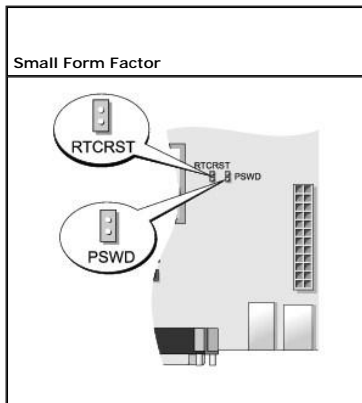 Small Form Factor
RTCRST
RTCRST
PSWD
PSWD